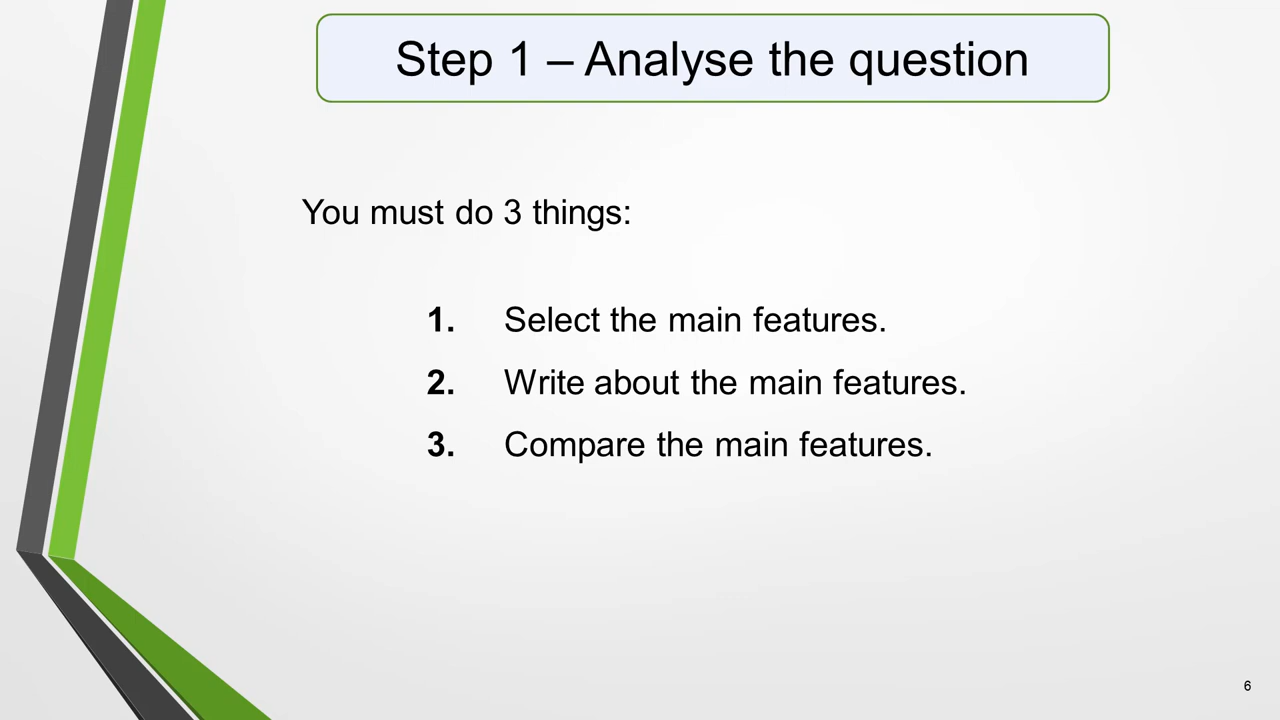 Step 1 – Analyse the question
You must do 3 things:
1. Select the main features.
2. Write about the main features.
3. Compare the main features.
6